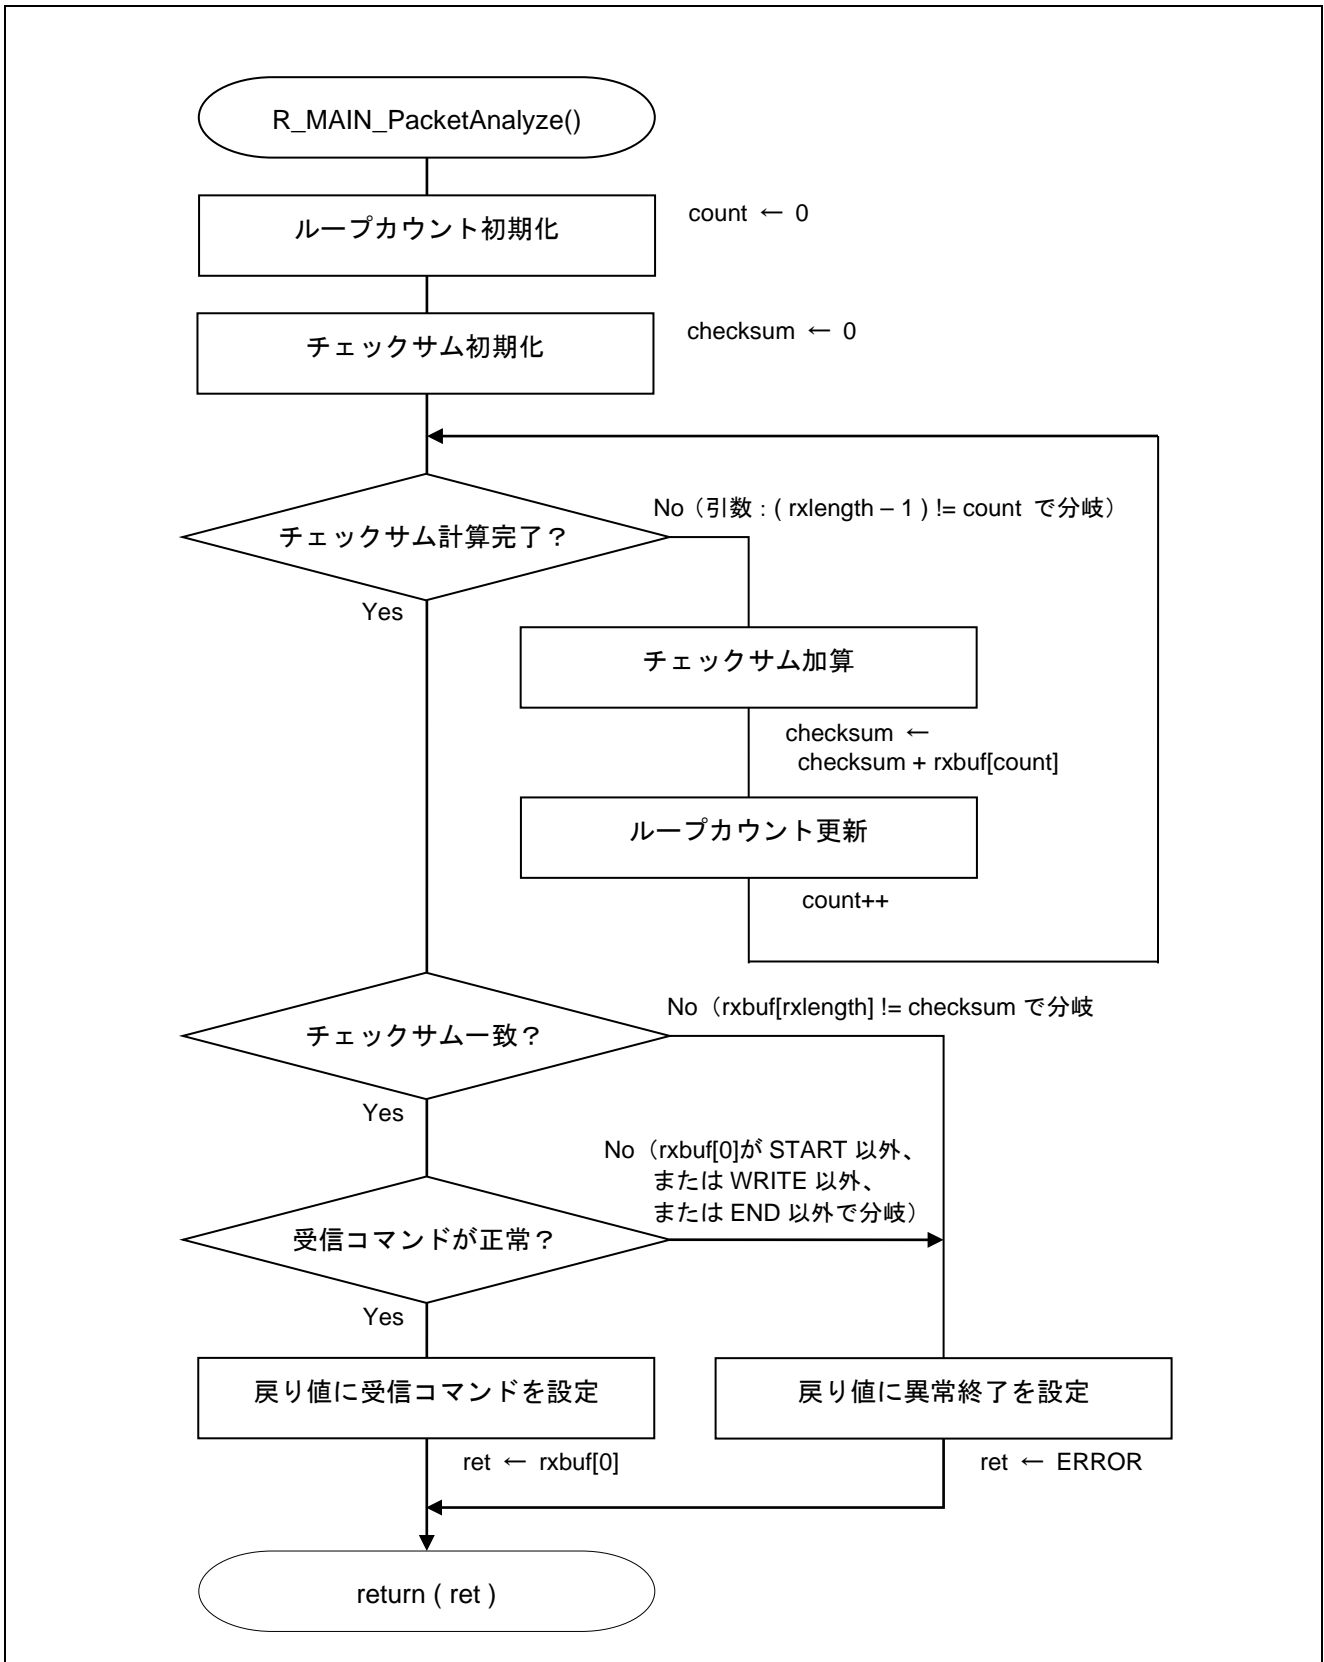 R_MAIN_PacketAnalyze()
ループカウント初期化
count ← 0
チェックサム初期化
checksum ← 0
No（引数 : ( rxlength – 1 ) != count で分岐）
チェックサム計算完了？
Yes
チェックサム加算
checksum ←
checksum + rxbuf[count]
ループカウント更新
count++
No（rxbuf[rxlength] != checksum で分岐
チェックサム一致？
Yes
No（rxbuf[0]が START 以外、
または WRITE 以外、
または END 以外で分岐）
受信コマンドが正常？
Yes
戻り値に受信コマンドを設定
戻り値に異常終了を設定
ret ← rxbuf[0]
ret ← ERROR
return ( ret )